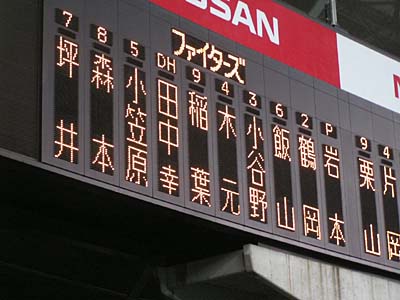 NISSAN
N
ファイターズ
7 坪井
8 森本
5 小笠原
DH 田中幸
9 稲葉
4 木元
3 小谷野
6 飯山
2 鶴岡
P 岩本
9 栗山
4 片岡